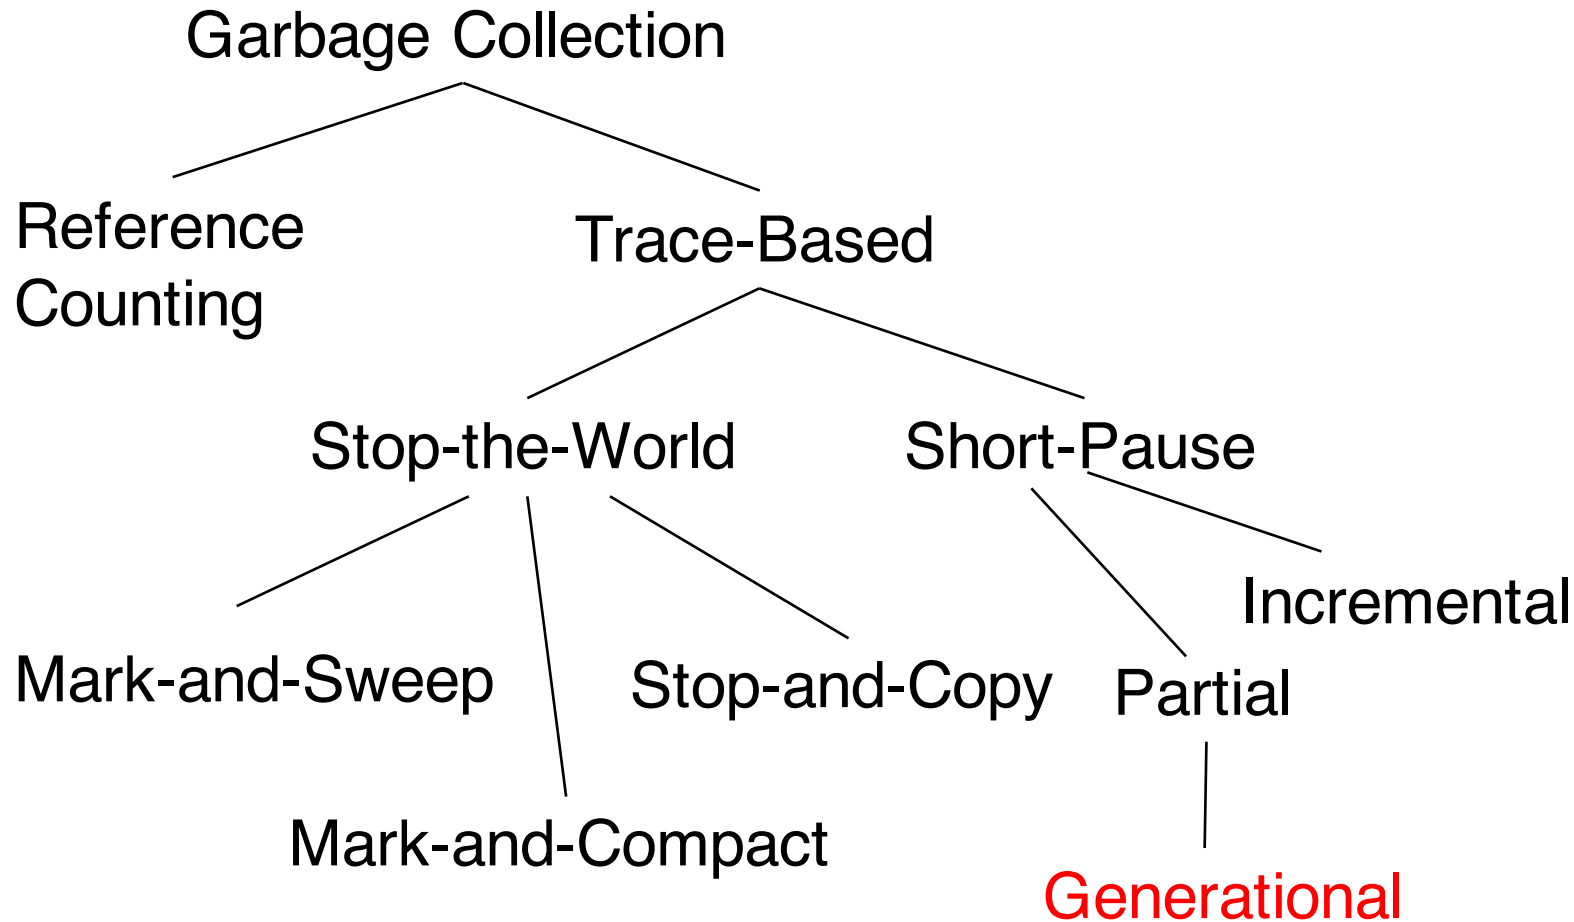 Garbage Collection
Reference
Counting
Trace-Based
Stop-the-World
Short-Pause
Incremental
Mark-and-Sweep
Stop-and-Copy
Partial
Mark-and-Compact
Generational